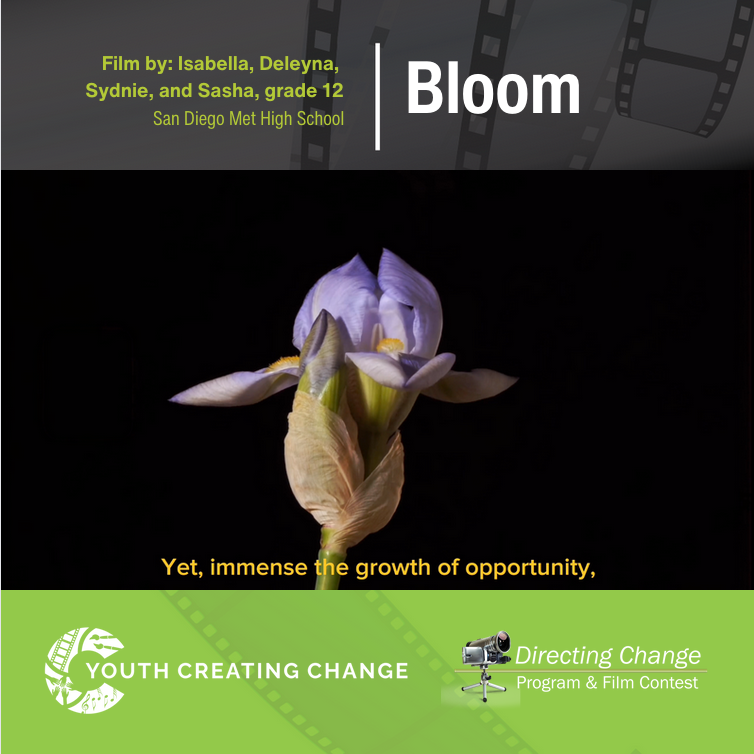 Film by: Isabella, Deleyna,
Sydnie, and Sasha, grade 12
San Diego Met High School
Bloom
Yet, immense the growth of opportunity,
YOUTH CREATING CHANGE
Directing Change
Program & Film Contest